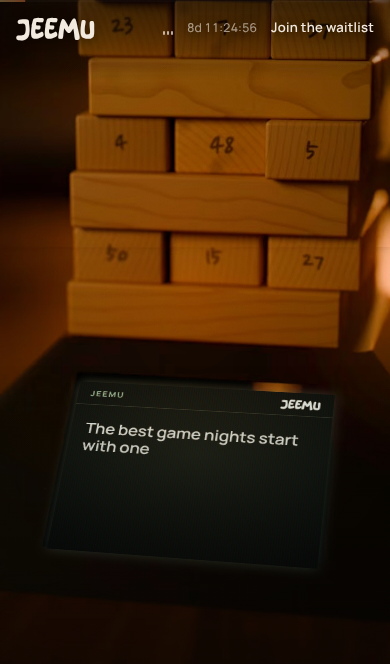 JEEMU
8d 11:24:56
Join the waitlist
23
4
48
5
50
15
27
JEEMU
JEEMU
The best game nights start
with one